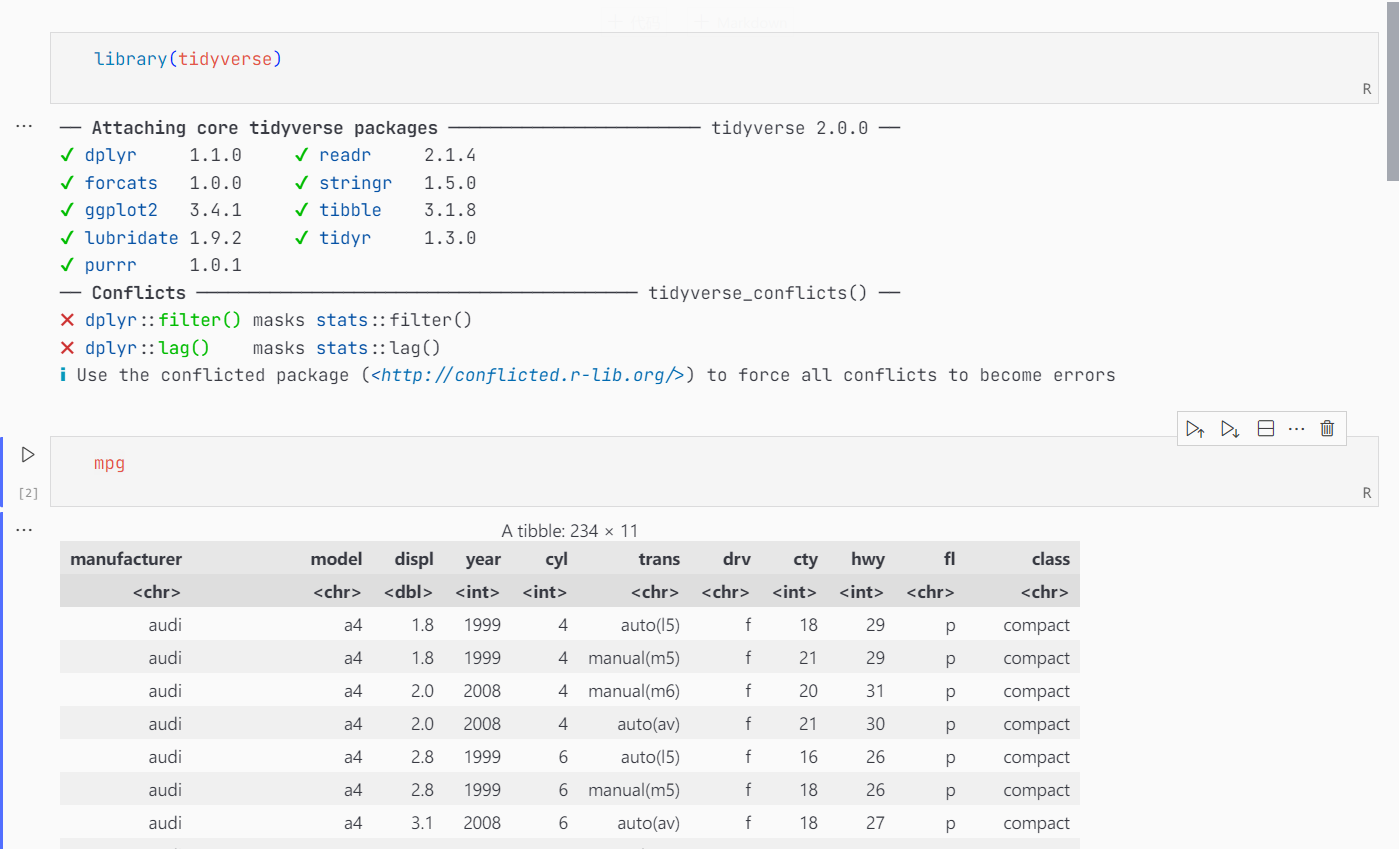 library(tidyverse)
R
── Attaching core tidyverse packages ──────────────────────── tidyverse 2.0.0 ──
✔ dplyr     1.1.0     ✔ readr     2.1.4
✔ forcats   1.0.0     ✔ stringr   1.5.0
✔ ggplot2   3.4.1     ✔ tibble    3.1.8
✔ lubridate 1.9.2     ✔ tidyr     1.3.0
✔ purrr     1.0.1
── Conflicts ────────────────────────────────────────── tidyverse_conflicts() ──
✖ dplyr::filter() masks stats::filter()
✖ dplyr::lag()    masks stats::lag()
ℹ Use the conflicted package (<http://conflicted.r-lib.org/>) to force all conflicts to become errors
mpg
[2]
R
A tibble: 234 × 11
manufacturer model displ year cyl trans drv cty hwy fl class
<chr> <chr> <dbl> <int> <int> <chr> <chr> <int> <int> <chr> <chr>
audi a4 1.8 1999 4 auto(l5) f 18 29 p compact
audi a4 1.8 1999 4 manual(m5) f 21 29 p compact
audi a4 2.0 2008 4 manual(m6) f 20 31 p compact
audi a4 2.0 2008 4 auto(av) f 21 30 p compact
audi a4 2.8 1999 6 auto(l5) f 16 26 p compact
audi a4 2.8 1999 6 manual(m5) f 18 26 p compact
audi a4 3.1 2008 6 auto(av) f 18 27 p compact